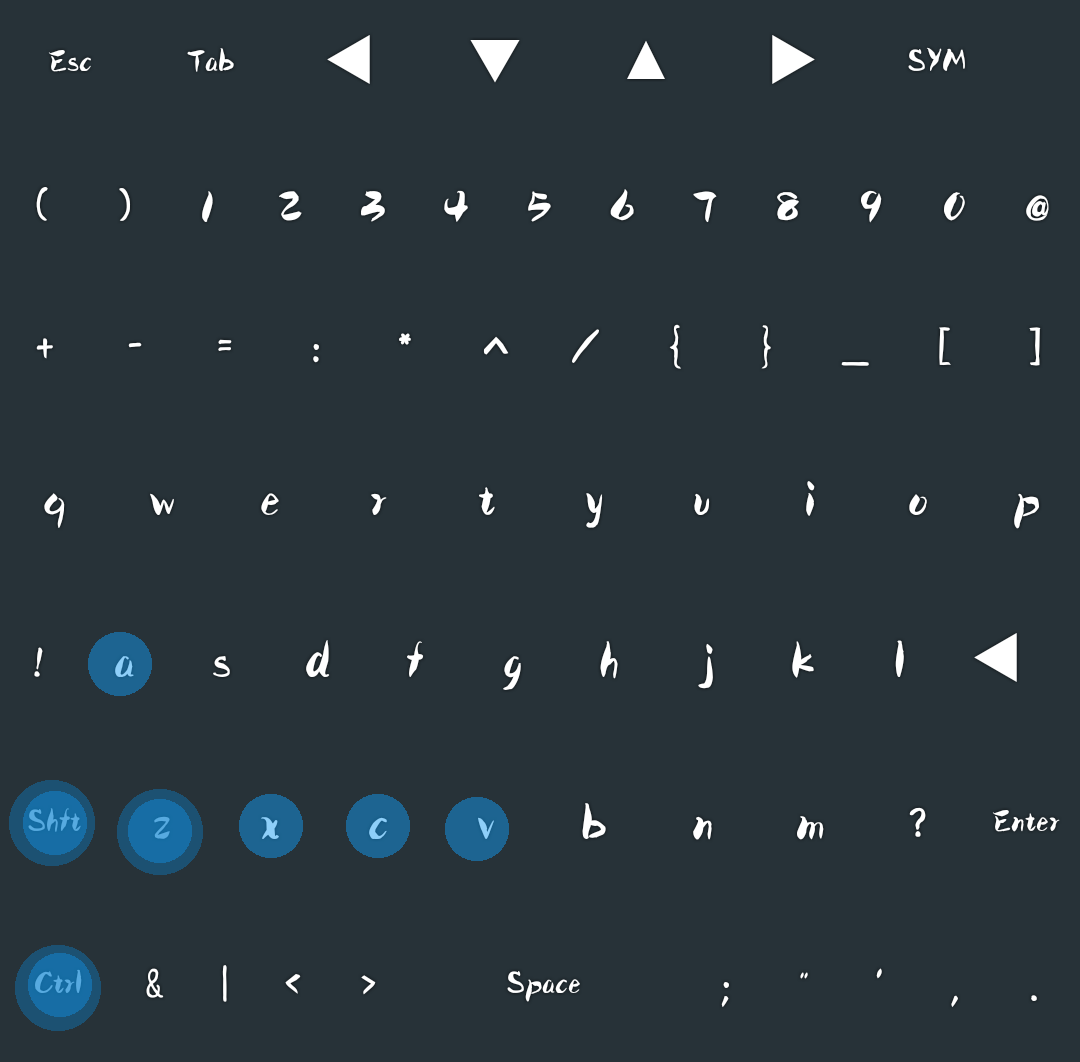 Esc Tab ◀ ▼ ▲ ▶ SYM
( ) 1 2 3 4 5 6 7 8 9 0 @
+ - = : * ^ / { } _ [ ]
q w e r t y u i o p
! a s d f g h j k l ◀
Shft z x c v b n m ? Enter
Ctrl & | < > Space ; " ' , .